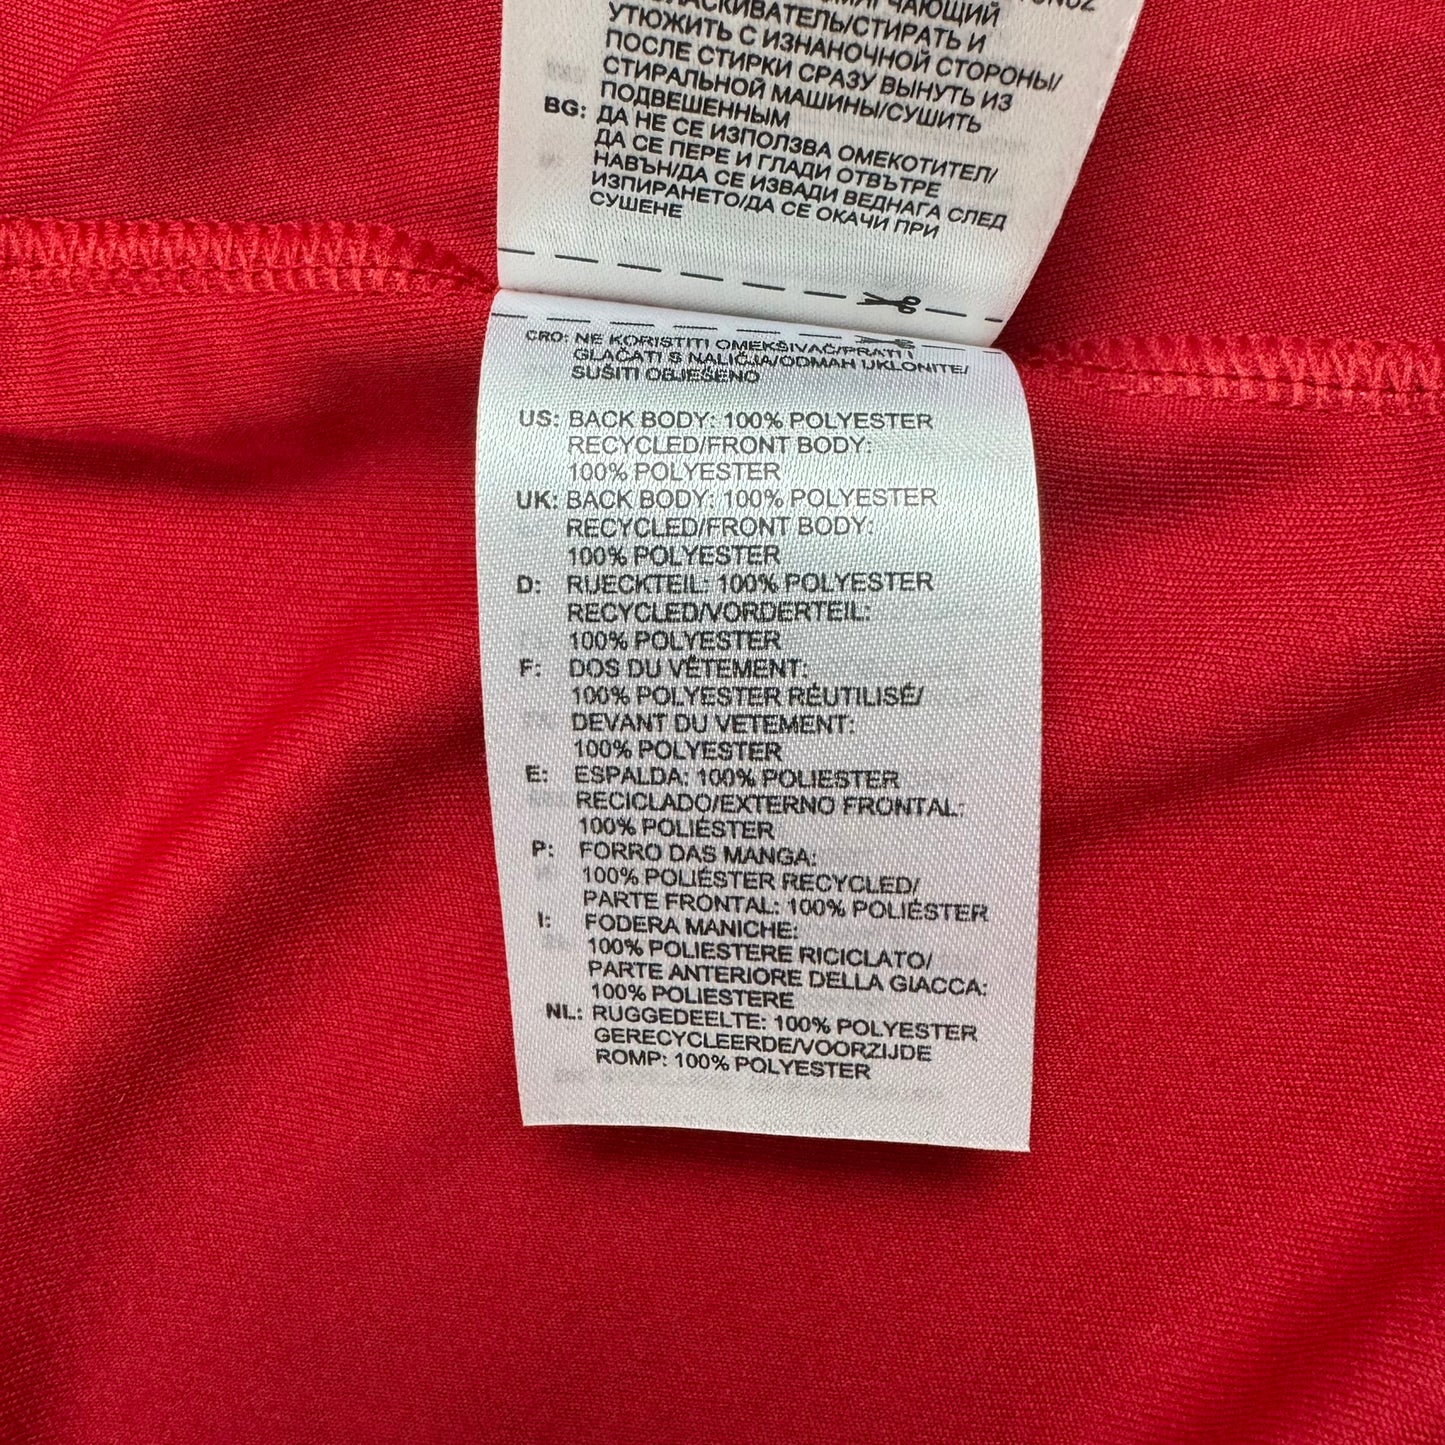 СМЯГЧАЮЩИЙ
УТЮЖИТЬ С ИЗНАНОЧНОЙ СТОРОНЫ/
ПОСЛЕ СТИРКИ СРАЗУ ВЫНУТЬ ИЗ
СТИРАЛЬНОЙ МАШИНЫ/СУШИТЬ
ПОДВЕШЕННЫМ
BG: ДА НЕ СЕ ИЗПОЛЗВА ОМЕКОТИТЕЛ/
ДА СЕ ПЕРЕ И ГЛАДИ ОТВЪТРЕ
НАВЪН/ДА СЕ ИЗВАДИ ВЕДНАГА СЛЕД
ИЗПИРАНЕТО/ДА СЕ ОКАЧИ ПРИ
СУШЕНЕ
CRO: NE KORISTITI OMEKŠIVAČ/PRATI I
GLAČATI S NALIČJA/ODMAH UKLONITE/
SUŠITI OBJEŠENO
US: BACK BODY: 100% POLYESTER
RECYCLED/FRONT BODY:
100% POLYESTER
UK: BACK BODY: 100% POLYESTER
RECYCLED/FRONT BODY:
100% POLYESTER
D: RUECKTEIL: 100% POLYESTER
RECYCLED/VORDERTEIL:
100% POLYESTER
F: DOS DU VÊTEMENT:
100% POLYESTER RÉUTILISÉ/
DEVANT DU VETEMENT:
100% POLYESTER
E: ESPALDA: 100% POLIESTER
RECICLADO/EXTERNO FRONTAL:
100% POLIÉSTER
P: FORRO DAS MANGA:
100% POLIÉSTER RECYCLED/
PARTE FRONTAL: 100% POLIÉSTER
I: FODERA MANICHE:
100% POLIESTERE RICICLATO/
PARTE ANTERIORE DELLA GIACCA:
100% POLIESTERE
NL: RUGGEDEELTE: 100% POLYESTER
GERECYCLEERDE/VOORZIJDE
ROMP: 100% POLYESTER